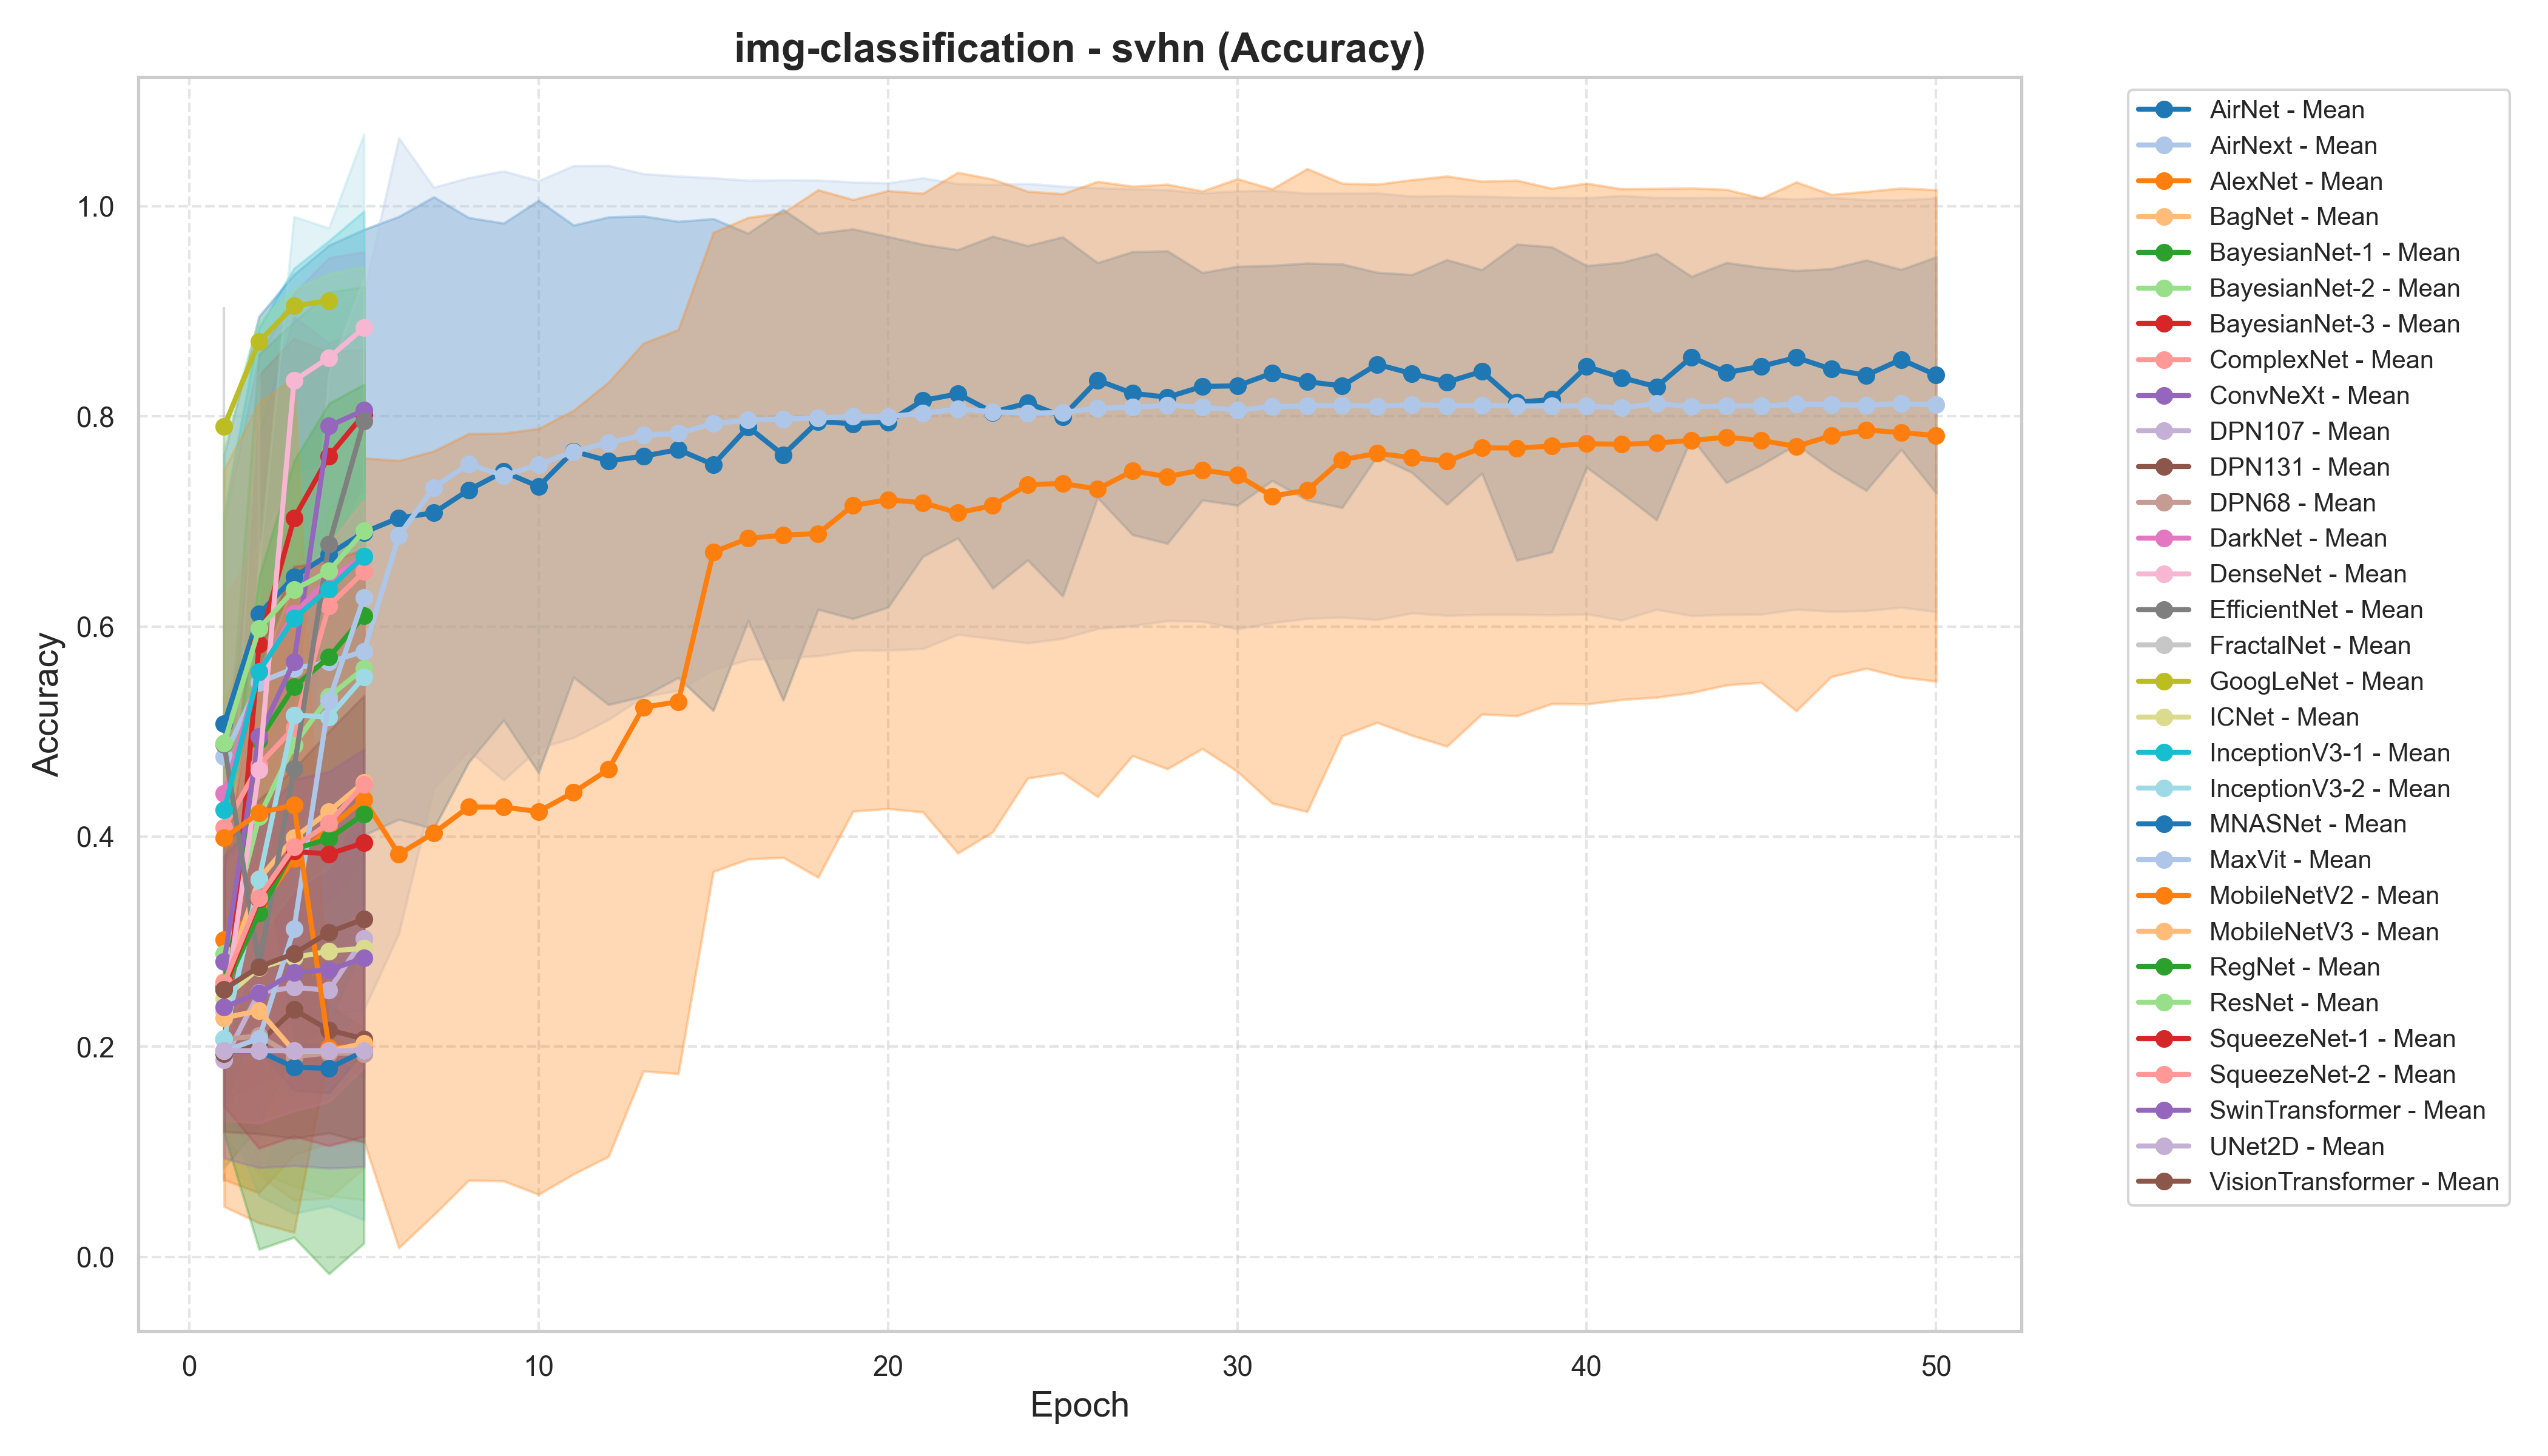 img-classification - svhn (Accuracy)
1.0
0.8
0.6
0.4
0.2
0.0
Accuracy
0
10
20
30
40
50
Epoch
AirNet - Mean
AirNext - Mean
AlexNet - Mean
BagNet - Mean
BayesianNet-1 - Mean
BayesianNet-2 - Mean
BayesianNet-3 - Mean
ComplexNet - Mean
ConvNeXt - Mean
DPN107 - Mean
DPN131 - Mean
DPN68 - Mean
DarkNet - Mean
DenseNet - Mean
EfficientNet - Mean
FractalNet - Mean
GoogLeNet - Mean
ICNet - Mean
InceptionV3-1 - Mean
InceptionV3-2 - Mean
MNASNet - Mean
MaxVit - Mean
MobileNetV2 - Mean
MobileNetV3 - Mean
RegNet - Mean
ResNet - Mean
SqueezeNet-1 - Mean
SqueezeNet-2 - Mean
SwinTransformer - Mean
UNet2D - Mean
VisionTransformer - Mean